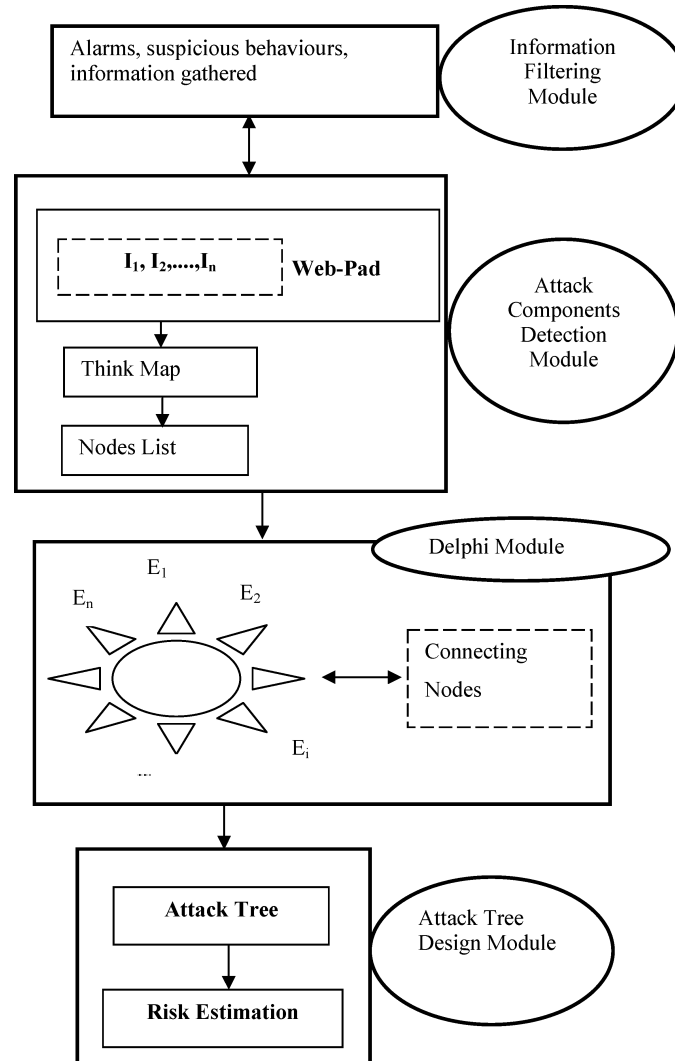 Alarms, suspicious behaviours,
information gathered
Information
Filtering
Module
I₁, I₂,....,Iₙ
Web-Pad
Think Map
Nodes List
Attack
Components
Detection
Module
Delphi Module
E₁
Eₙ
E₂
Connecting
Nodes
Eᵢ
...
Attack Tree
Risk Estimation
Attack Tree
Design Module